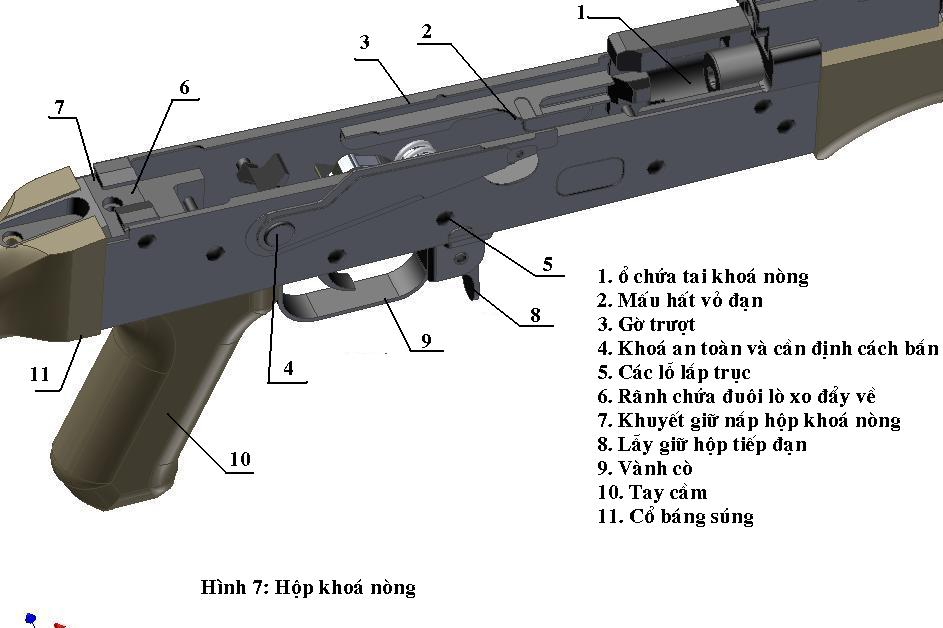 1
2
3
6
7
5
8
9
4
11
10
1. ổ chứa tai khoá nòng
2. Mấu hất vỏ đạn
3. Gờ trượt
4. Khoá an toàn và cần định cách bắn
5. Các lỗ lắp trục
6. Rãnh chứa đuôi lò xo đẩy về
7. Khuyết giữ nắp hộp khoá nòng
8. Lẫy giữ hộp tiếp đạn
9. Vành cò
10. Tay cầm
11. Cổ báng súng
Hình 7: Hộp khoá nòng